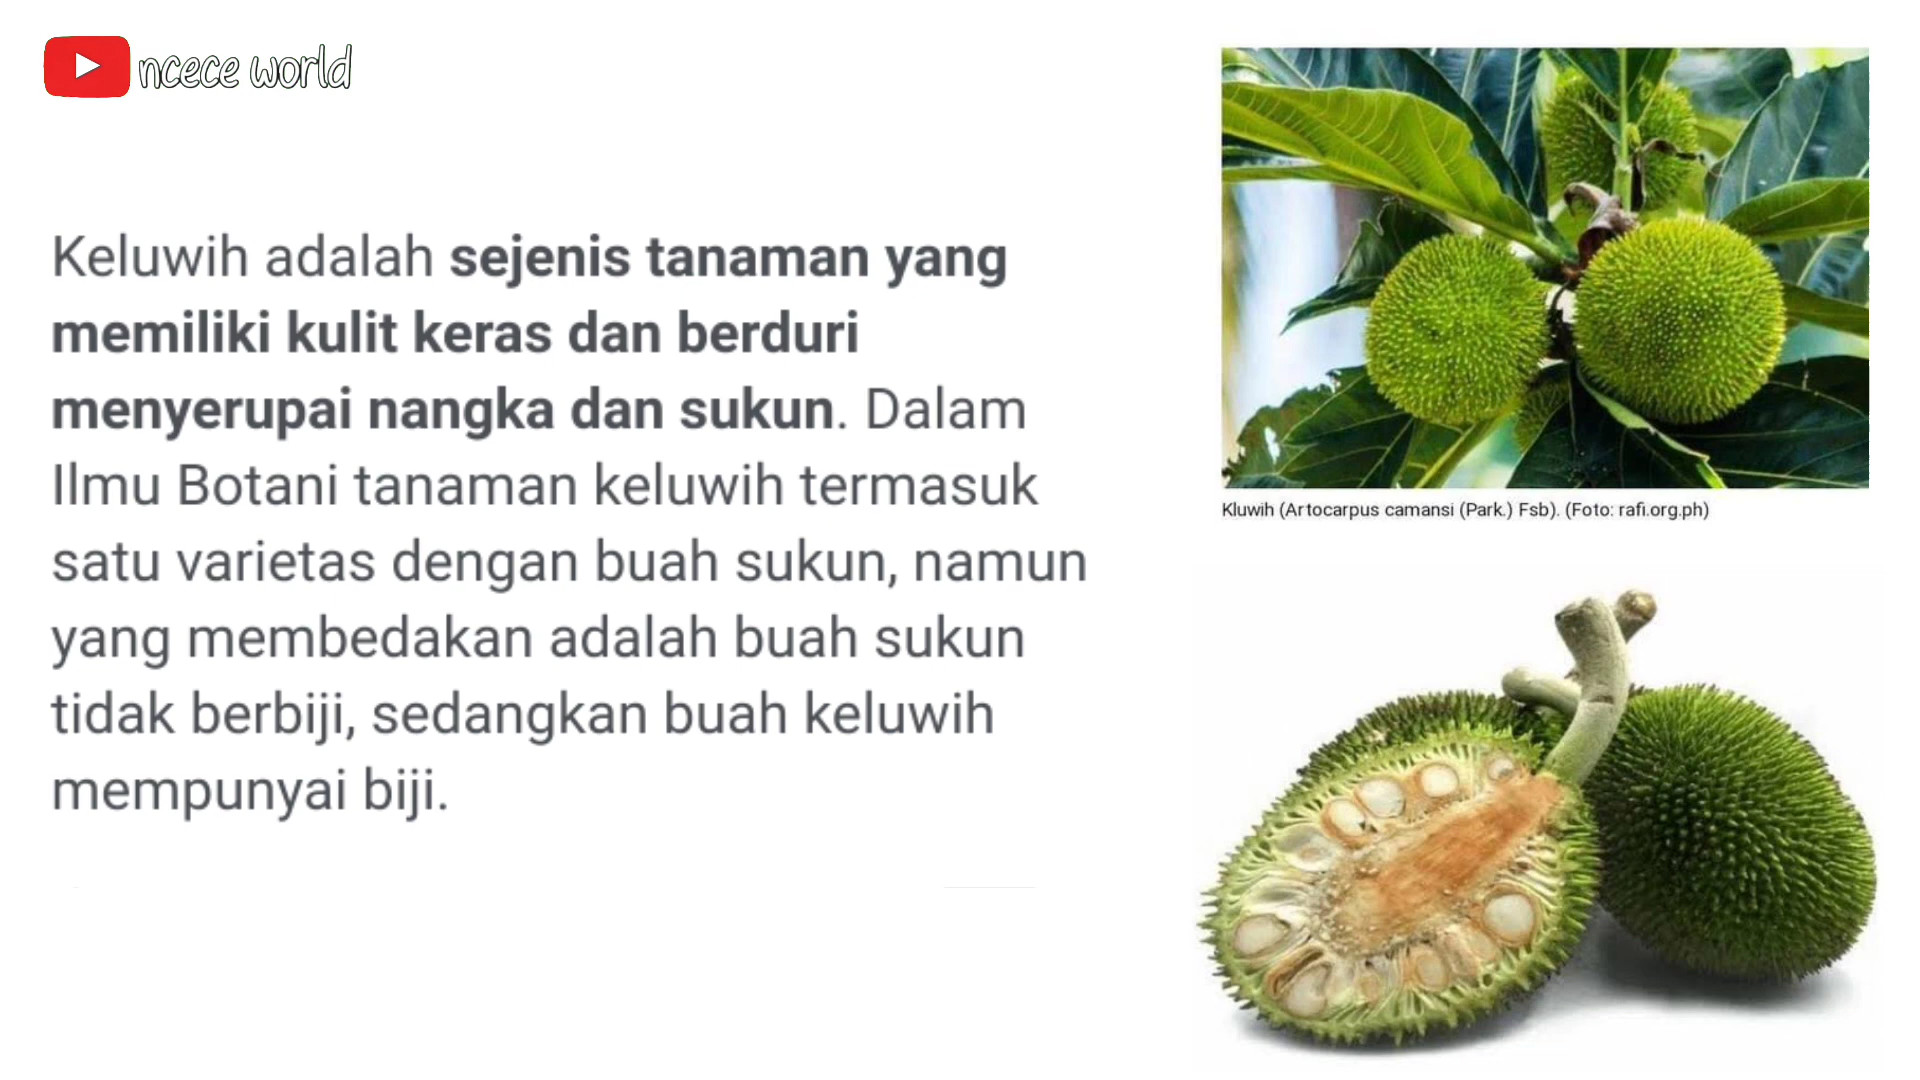 ncece world
Keluwih adalah sejenis tanaman yang
memiliki kulit keras dan berduri
menyerupai nangka dan sukun. Dalam
Ilmu Botani tanaman keluwih termasuk
satu varietas dengan buah sukun, namun
yang membedakan adalah buah sukun
tidak berbiji, sedangkan buah keluwih
mempunyai biji.
Kluwih (Artocarpus camansi (Park.) Fsb). (Foto: rafi.org.ph)